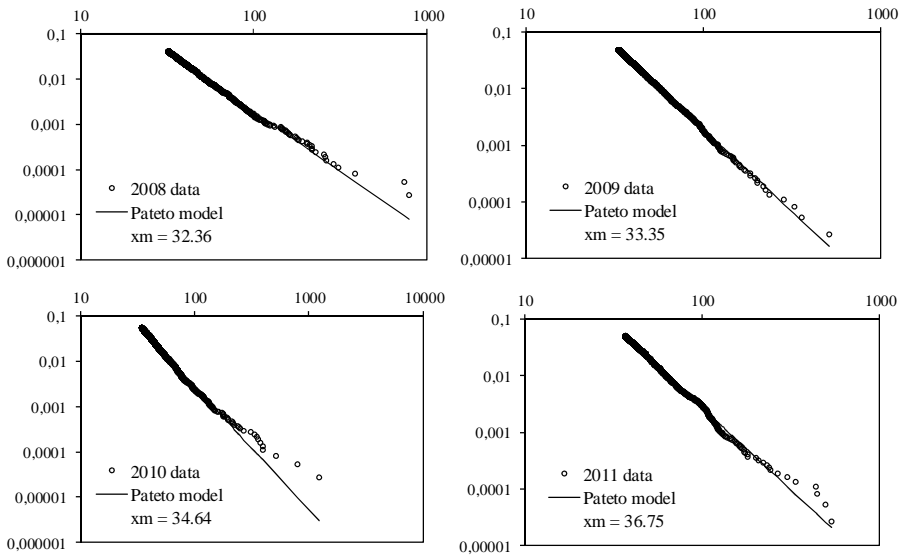 10 100 1000
0,1
0,01
0,001
0,0001
0,00001
0,000001
2008 data
Pateto model
xm = 32.36
10 100 1000
0,1
0,01
0,001
0,0001
0,00001
2009 data
Pateto model
xm = 33.35
10 100 1000 10000
0,1
0,01
0,001
0,0001
0,00001
0,000001
2010 data
Pateto model
xm = 34.64
10 100 1000
0,1
0,01
0,001
0,0001
0,00001
2011 data
Pateto model
xm = 36.75